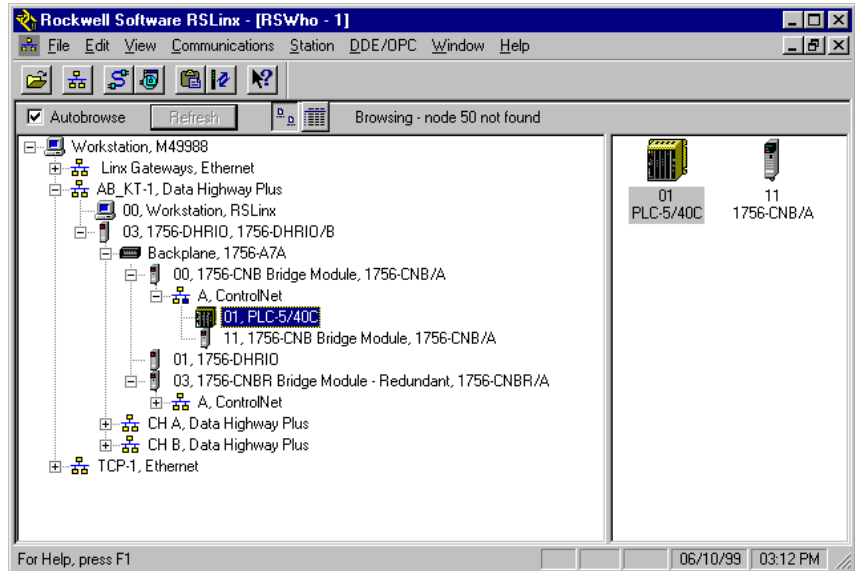 Rockwell Software RSLinx - [RSWho - 1]
File Edit View Communications Station DDE/OPC Window Help
Autobrowse Refresh Browsing - node 50 not found
Workstation, M49988
Linx Gateways, Ethernet
AB_KT-1, Data Highway Plus
00, Workstation, RSLinx
03, 1756-DHRIO, 1756-DHRIO/B
Backplane, 1756-A7A
00, 1756-CNB Bridge Module, 1756-CNB/A
A, ControlNet
01, PLC-5/40C
11, 1756-CNB Bridge Module, 1756-CNB/A
01, 1756-DHRIO
03, 1756-CNBR Bridge Module - Redundant, 1756-CNBR/A
A, ControlNet
CH A, Data Highway Plus
CH B, Data Highway Plus
TCP-1, Ethernet
01
PLC-5/40C
11
1756-CNB/A
For Help, press F1 06/10/99 03:12 PM